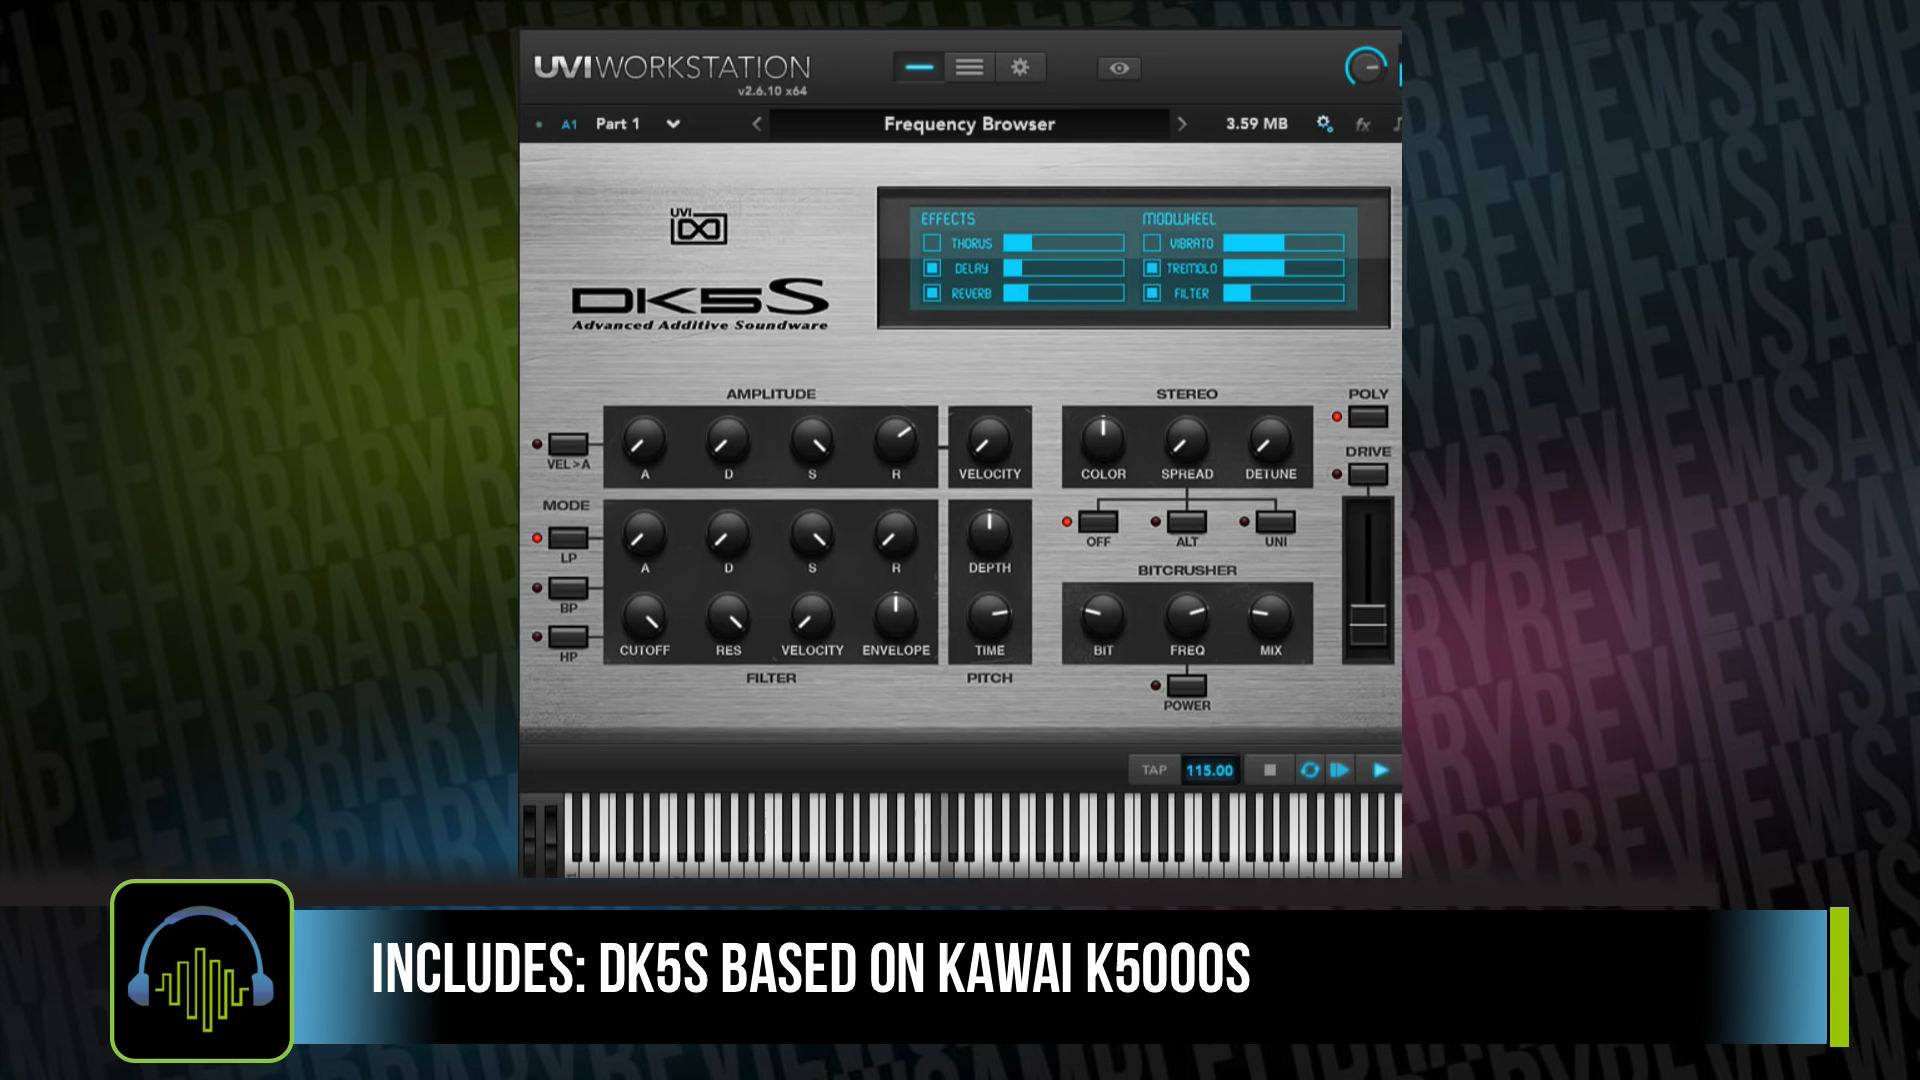 UVIWORKSTATION
v2.6.10 x64
A1 Part 1
Frequency Browser
3.59 MB
fx
UVI
DK5S
Advanced Additive Soundware
EFFECTS
THORUS
DELAY
REVERB
MODWHEEL
VIBRATO
TREMOLO
FILTER
AMPLITUDE
VEL>A
A D S R
VELOCITY
STEREO
COLOR SPREAD DETUNE
OFF ALT UNI
POLY
DRIVE
MODE
LP
BP
HP
A D S R
CUTOFF RES VELOCITY ENVELOPE
FILTER
DEPTH
TIME
PITCH
BITCRUSHER
BIT FREQ MIX
POWER
TAP 115.00
INCLUDES: DK5S BASED ON KAWAI K5000S